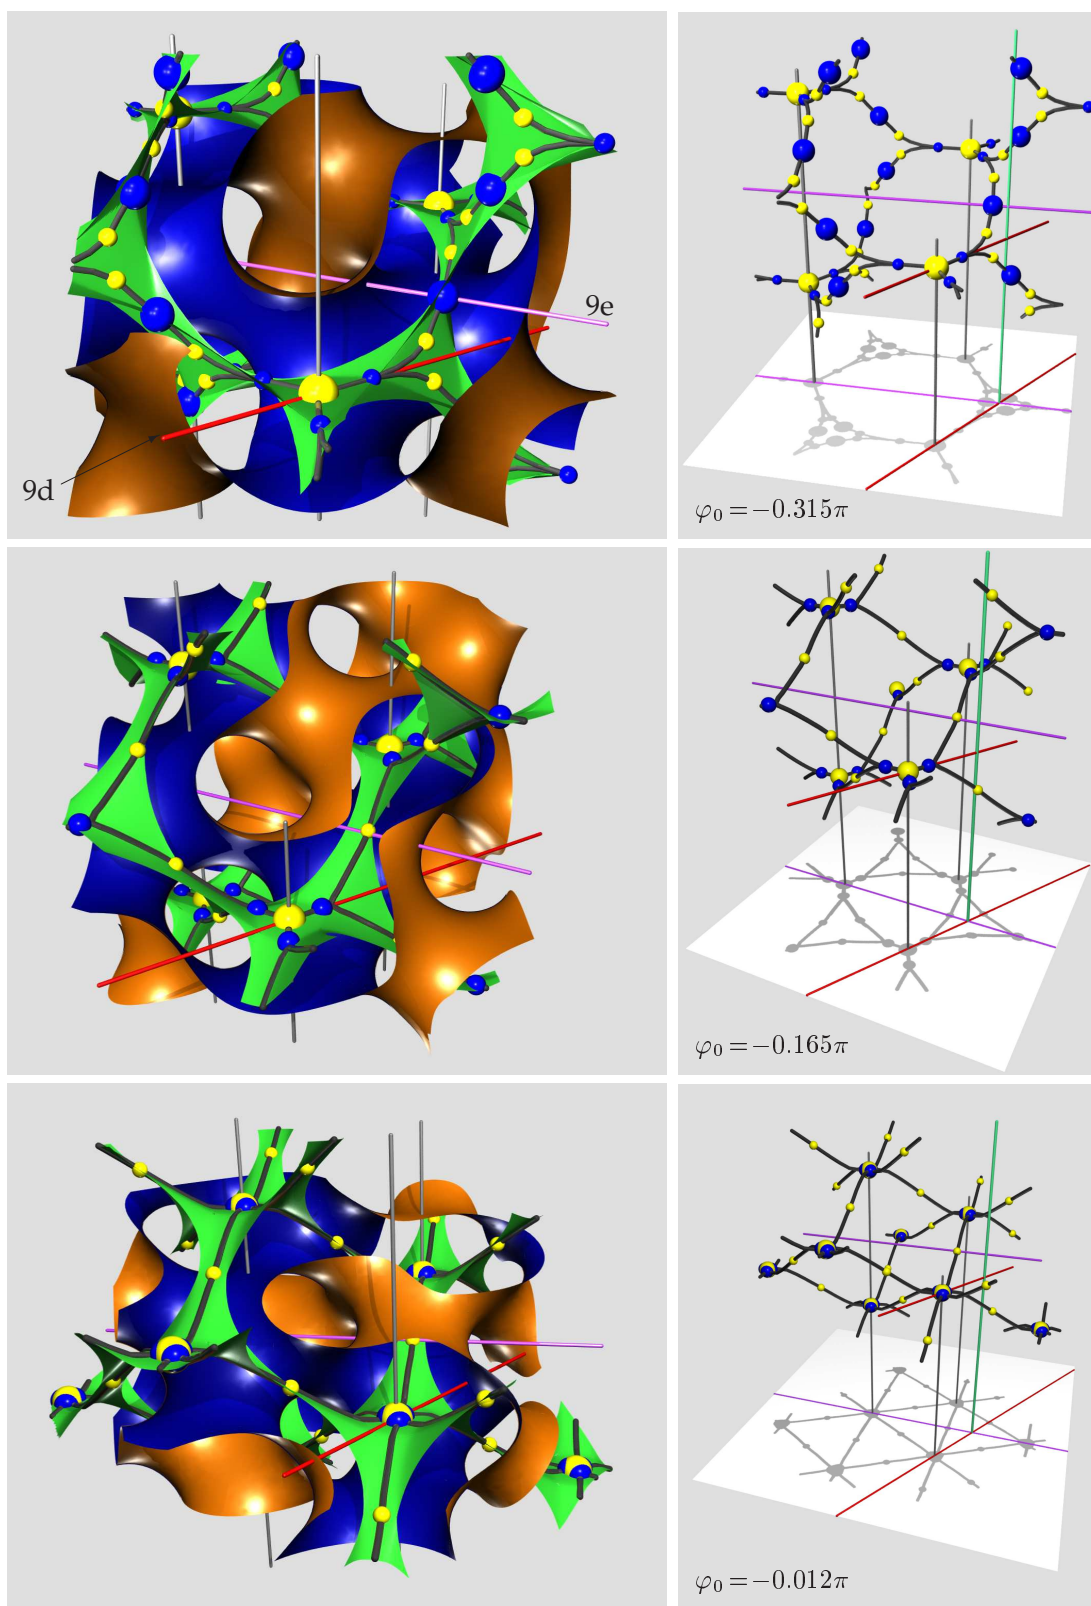 9e
9d
φ₀ = −0.315π
φ₀ = −0.165π
φ₀ = −0.012π